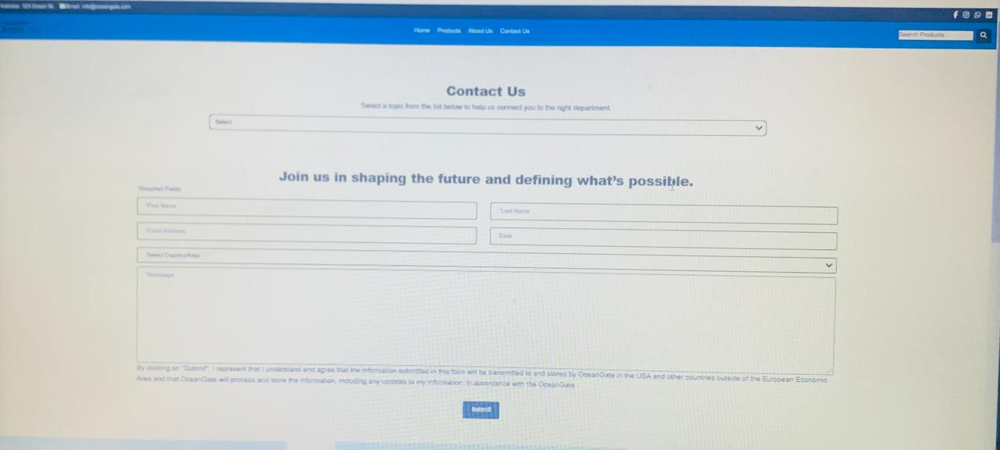 Address: 123 Ocean St. Email: info@oceangate.com
Home Products About Us Contact Us
Search Products...
Contact Us
Select a topic from the list below to help us connect you to the right department.
Select
Join us in shaping the future and defining what's possible.
*Required Fields
*First Name
*Last Name
*Email Address
State
Select Country/Area
*Message
By clicking on "Submit", I represent that I understand and agree that the information submitted in this form will be transmitted to and stored by OceanGate in the USA and other countries outside of the European Economic
Area and that OceanGate will process and store the information, including any updates to my information, in accordance with the OceanGate
Submit